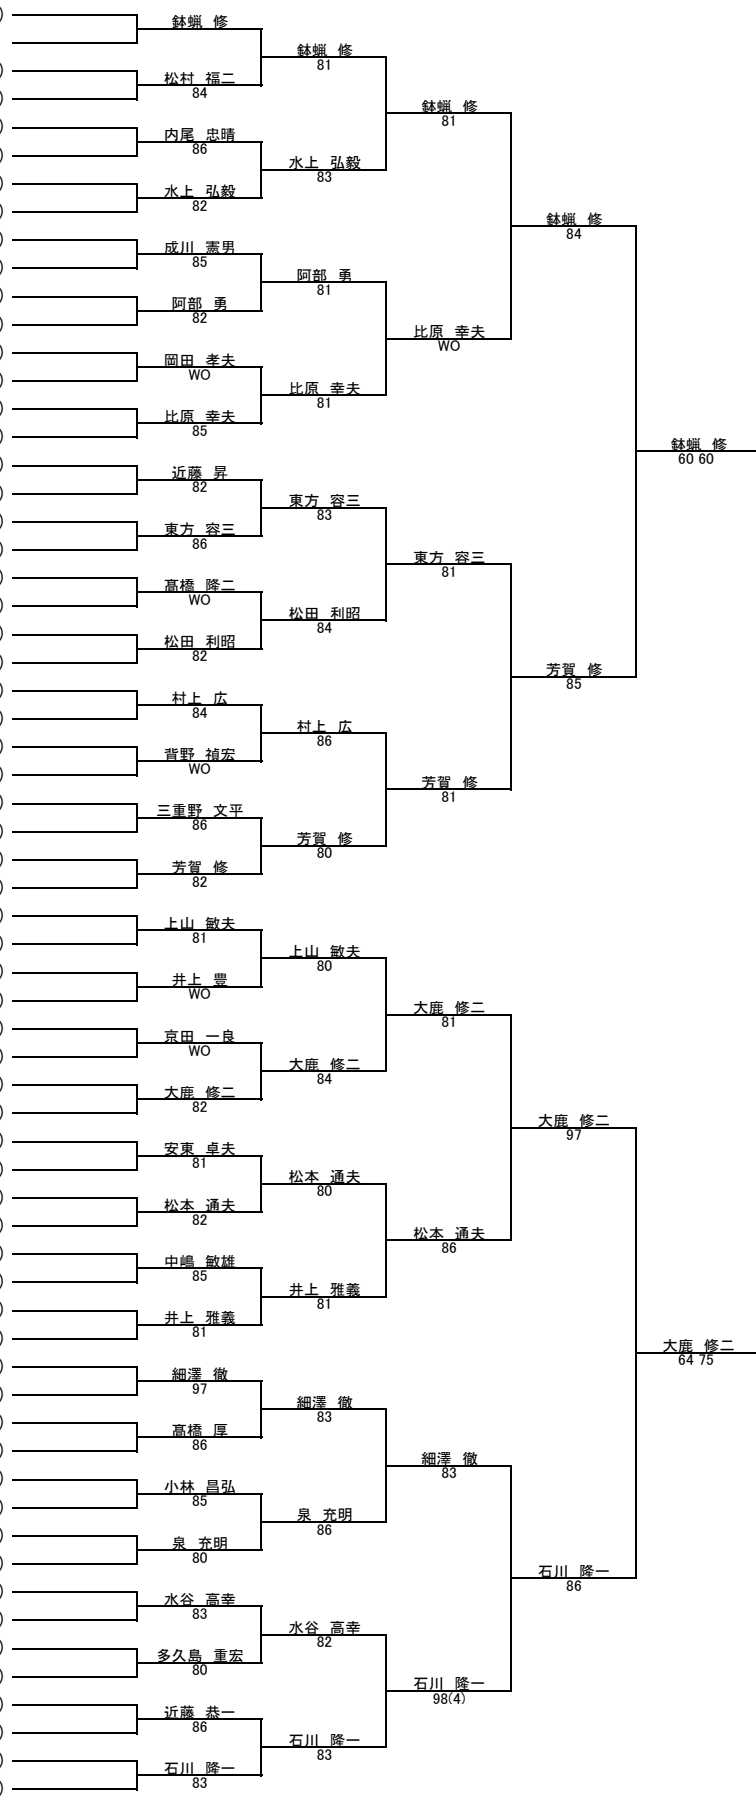 )
鉢蝋 修
鉢蝋 修
81
)
松村 福二
84
)
鉢蝋 修
81
)
内尾 忠晴
86
)
水上 弘毅
83
)
水上 弘毅
82
)
鉢蝋 修
84
)
成川 憲男
85
)
阿部 勇
81
)
阿部 勇
82
)
比原 幸夫
WO
)
岡田 孝夫
WO
)
比原 幸夫
81
)
比原 幸夫
85
)
鉢蝋 修
60 60
)
近藤 昇
82
)
東方 容三
83
)
東方 容三
86
)
東方 容三
81
)
髙橋 隆二
WO
)
松田 利昭
84
)
松田 利昭
82
)
芳賀 修
85
)
村上 広
84
)
村上 広
86
)
背野 禎宏
WO
)
芳賀 修
81
)
三重野 文平
86
)
芳賀 修
80
)
芳賀 修
82
)
)
上山 敏夫
81
)
上山 敏夫
80
)
井上 豊
WO
)
大鹿 修二
81
)
京田 一良
WO
)
大鹿 修二
84
)
大鹿 修二
82
)
大鹿 修二
97
)
安東 卓夫
81
)
松本 通夫
80
)
松本 通夫
82
)
松本 通夫
86
)
中嶋 敏雄
85
)
井上 雅義
81
)
井上 雅義
81
)
大鹿 修二
64 75
)
細澤 徹
97
)
細澤 徹
83
)
髙橋 厚
86
)
細澤 徹
83
)
小林 昌弘
85
)
泉 充明
86
)
泉 充明
80
)
石川 隆一
86
)
水谷 高幸
83
)
水谷 高幸
82
)
多久島 重宏
80
)
石川 隆一
98(4)
)
近藤 恭一
86
)
石川 隆一
83
)
石川 隆一
83
)